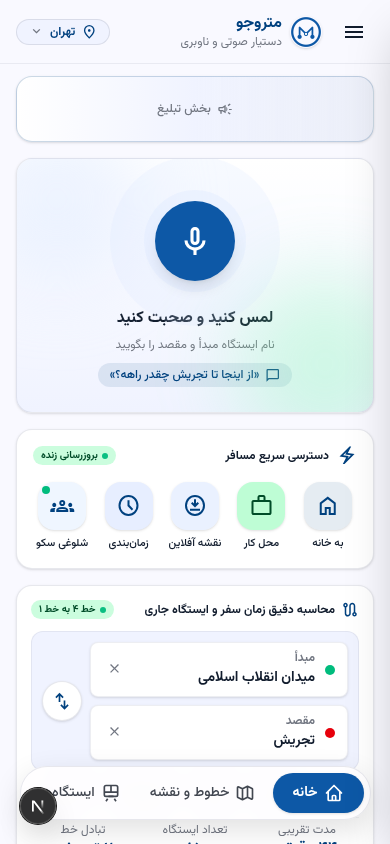 متروجو
دستیار صوتی و ناوبری
تهران
بخش تبلیغ
لمس کنید و صحبت کنید
نام ایستگاه مبدأ و مقصد را بگویید
«از اینجا تا تجریش چقدر راهه؟»
دسترسی سریع مسافر
بروزرسانی زنده
به خانه
محل کار
نقشه آفلاین
زمان‌بندی
شلوغی سکو
محاسبه دقیق زمان سفر و ایستگاه جاری
خط ۴ به خط ۱
مبدأ
میدان انقلاب اسلامی
مقصد
تجریش
خانه
خطوط و نقشه
ایستگاه
N
مدت تقریبی
تعداد ایستگاه
تبادل خط